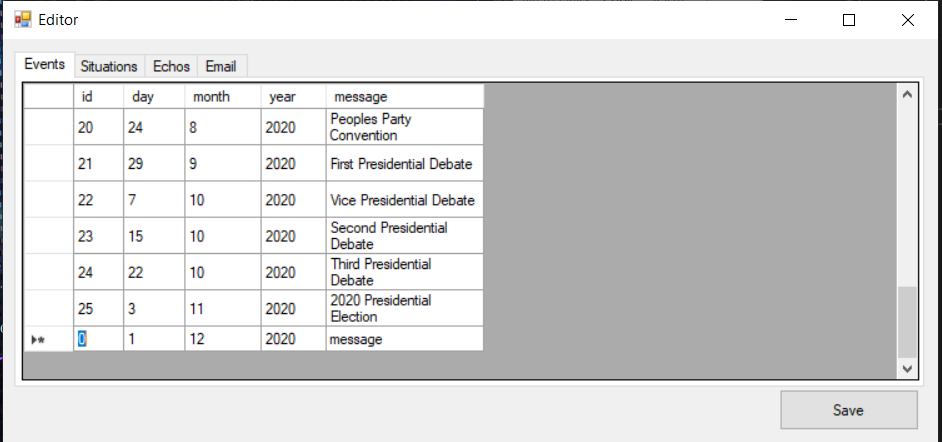 Editor
Events Situations Echos Email
id day month year message
20 24 8 2020 Peoples Party
Convention
21 29 9 2020 First Presidential Debate
22 7 10 2020 Vice Presidential Debate
23 15 10 2020 Second Presidential
Debate
24 22 10 2020 Third Presidential
Debate
25 3 11 2020 2020 Presidential
Election
0 1 12 2020 message
Save